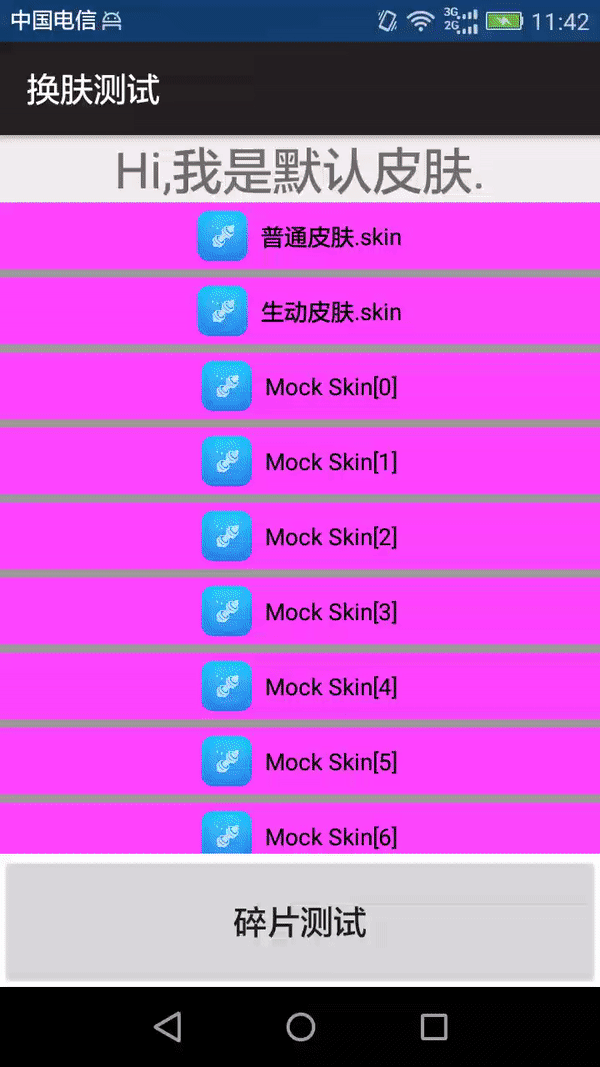 中国电信 3G 2G 11:42
换肤测试
Hi,我是默认皮肤.
普通皮肤.skin
生动皮肤.skin
Mock Skin[0]
Mock Skin[1]
Mock Skin[2]
Mock Skin[3]
Mock Skin[4]
Mock Skin[5]
Mock Skin[6]
碎片测试